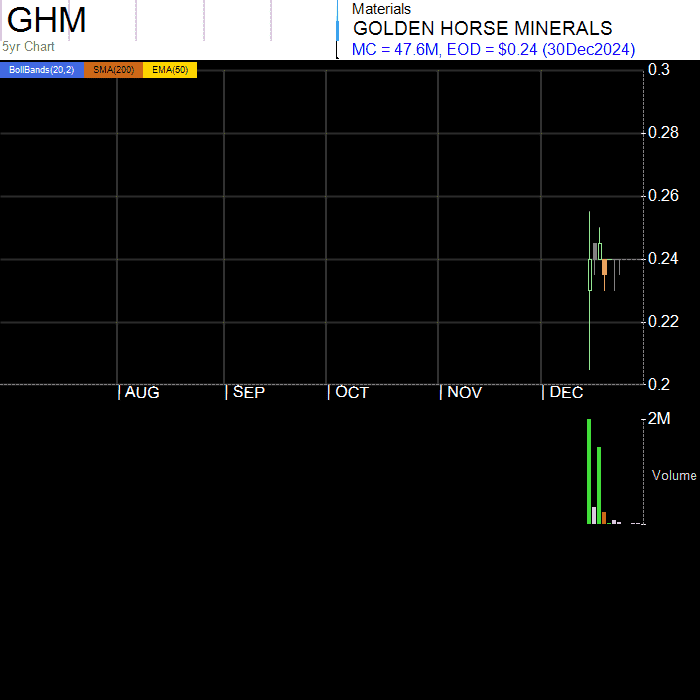 GHM
5yr Chart
Materials
GOLDEN HORSE MINERALS
MC = 47.6M, EOD = $0.24 (30Dec2024)
BollBands(20,2) SMA(200) EMA(50)
0.3
0.28
0.26
0.24
0.22
0.2
AUG SEP OCT NOV DEC
2M
Volume